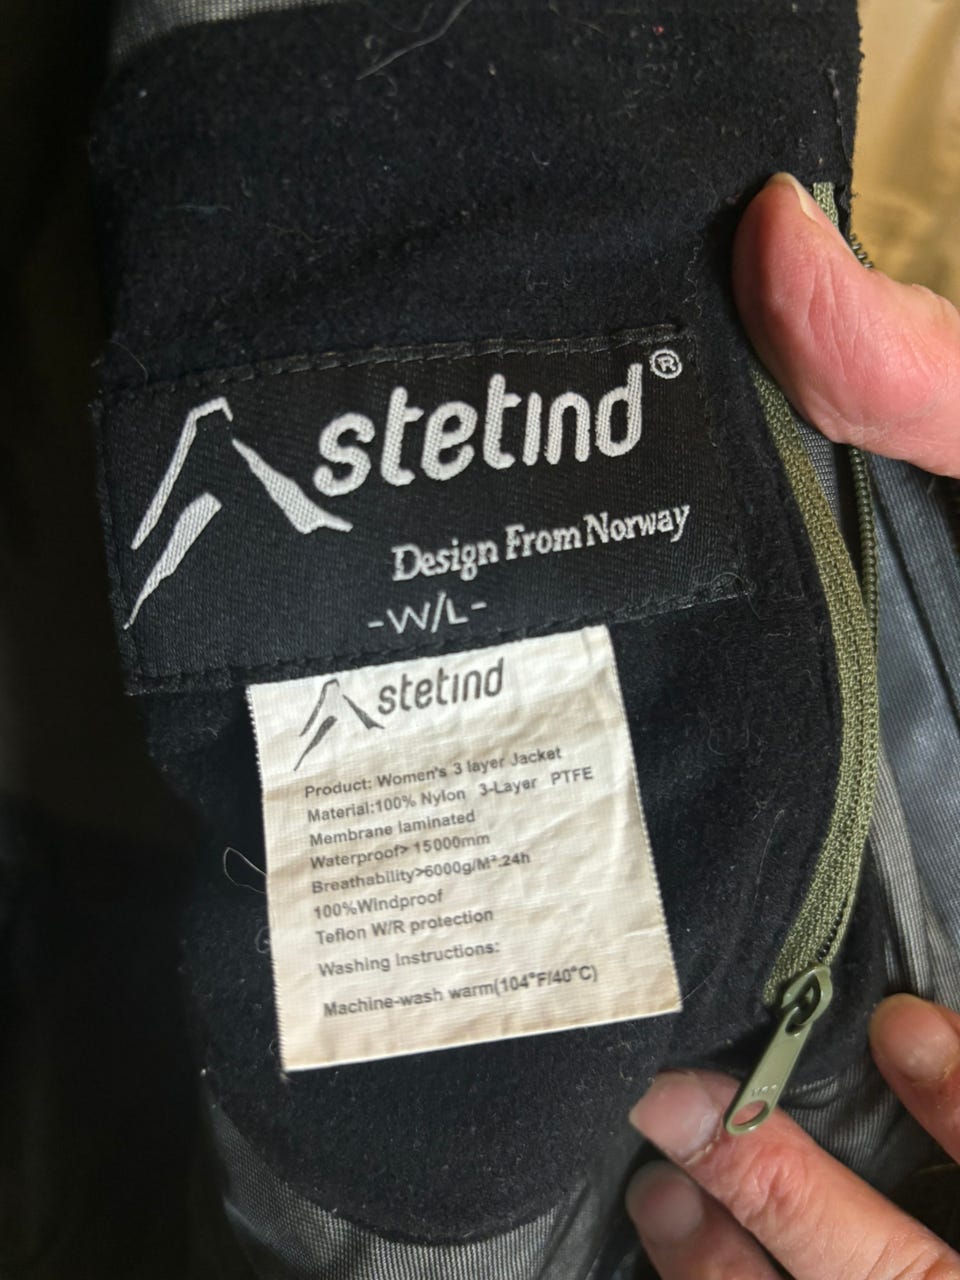 stetind®
Design From Norway
-W/L-
stetind
Product: Women's 3 layer Jacket
Material:100% Nylon 3-Layer PTFE
Membrane laminated
Waterproof> 15000mm
Breathability>6000g/M².24h
100%Windproof
Teflon W/R protection
Washing Instructions:
Machine-wash warm(104°F/40°C)